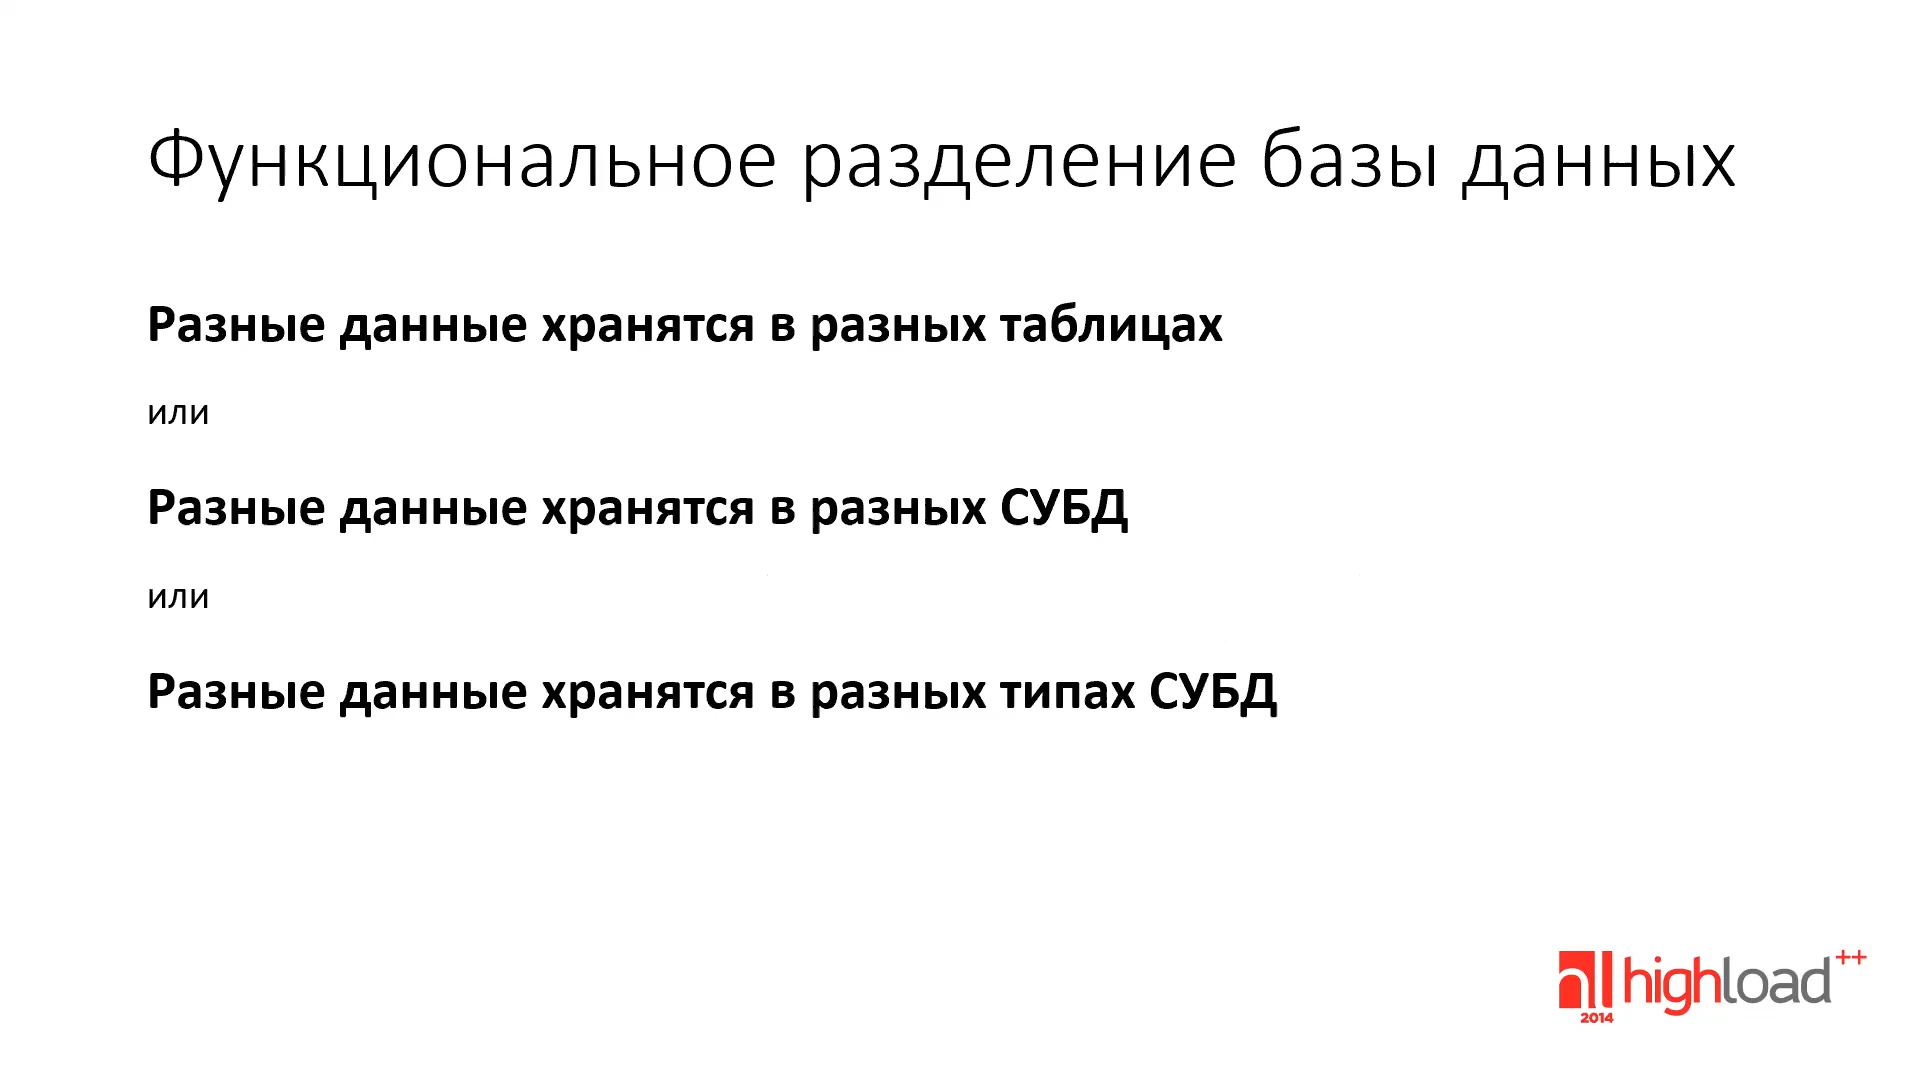 Функциональное разделение базы данных
Разные данные хранятся в разных таблицах
или
Разные данные хранятся в разных СУБД
или
Разные данные хранятся в разных типах СУБД
highload++
2014